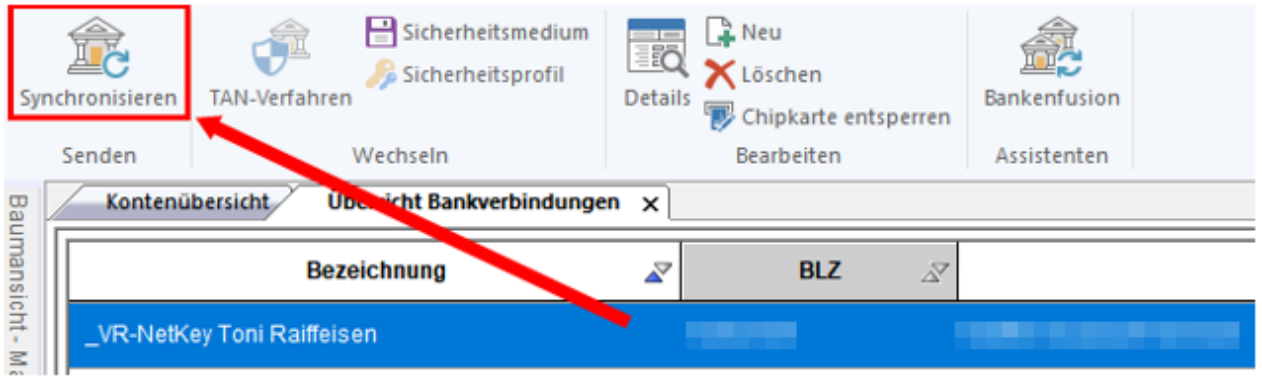 Synchronisieren
TAN-Verfahren
Sicherheitsmedium
Sicherheitsprofil
Details
Neu
Löschen
Chipkarte entsperren
Bankenfusion
Senden
Wechseln
Bearbeiten
Assistenten
Baumansicht -
Kontenübersicht
Übersicht Bankverbindungen
Bezeichnung
BLZ
_VR-NetKey Toni Raiffeisen